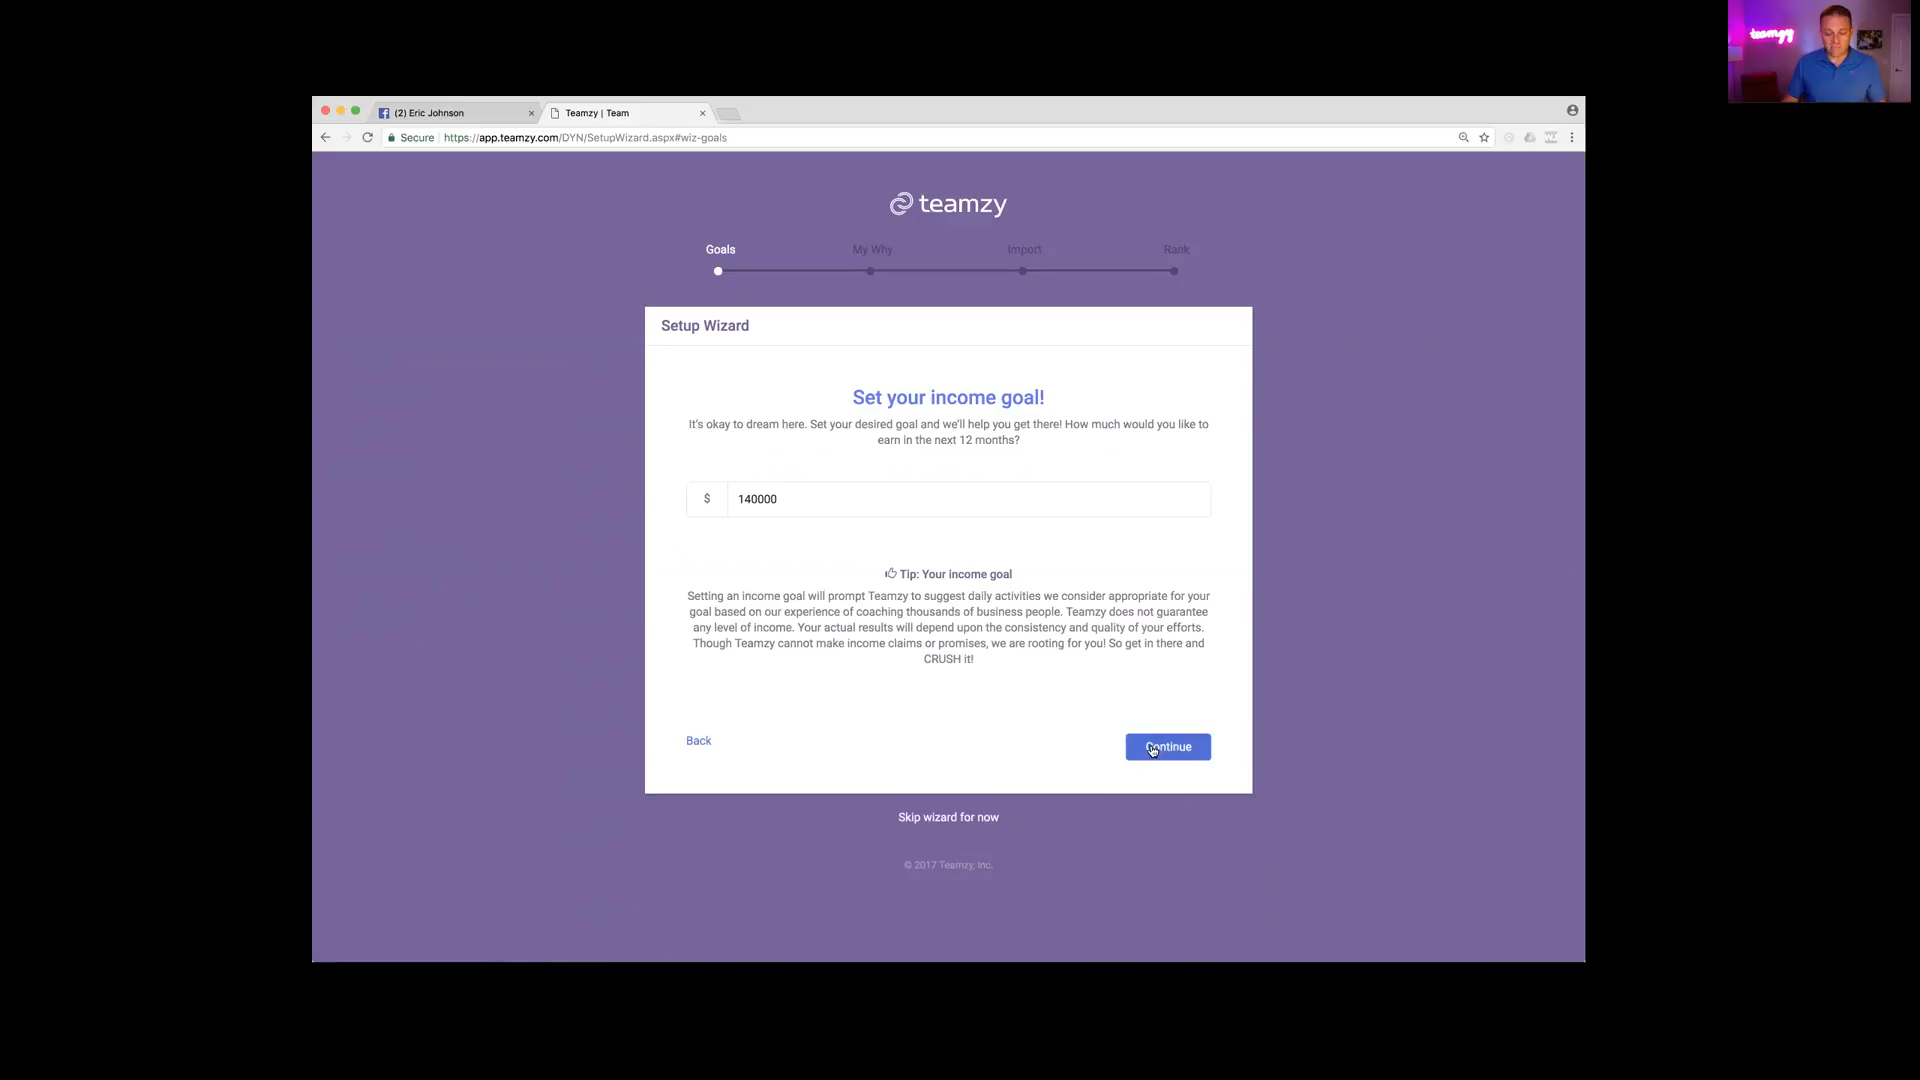 teamzy
(2) Eric Johnson
Teamzy | Team
Secure https://app.teamzy.com/DYN/SetupWizard.aspx#wiz-goals
teamzy
Goals My Why Import Rank
Setup Wizard
Set your income goal!
It's okay to dream here. Set your desired goal and we'll help you get there! How much would you like to
earn in the next 12 months?
$ 140000
Tip: Your income goal
Setting an income goal will prompt Teamzy to suggest daily activities we consider appropriate for your
goal based on our experience of coaching thousands of business people. Teamzy does not guarantee
any level of income. Your actual results will depend upon the consistency and quality of your efforts.
Though Teamzy cannot make income claims or promises, we are rooting for you! So get in there and
CRUSH it!
Back
Continue
Skip wizard for now
© 2017 Teamzy, Inc.